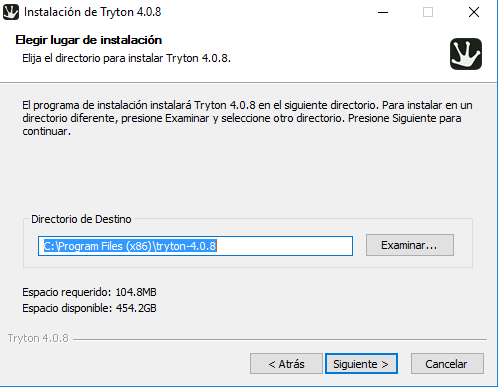 Instalación de Tryton 4.0.8
Elegir lugar de instalación
Elija el directorio para instalar Tryton 4.0.8.
El programa de instalación instalará Tryton 4.0.8 en el siguiente directorio. Para instalar en un
directorio diferente, presione Examinar y seleccione otro directorio. Presione Siguiente para
continuar.
Directorio de Destino
C:\Program Files (x86)\tryton-4.0.8
Examinar...
Espacio requerido: 104.8MB
Espacio disponible: 454.2GB
Tryton 4.0.8
< Atrás
Siguiente >
Cancelar